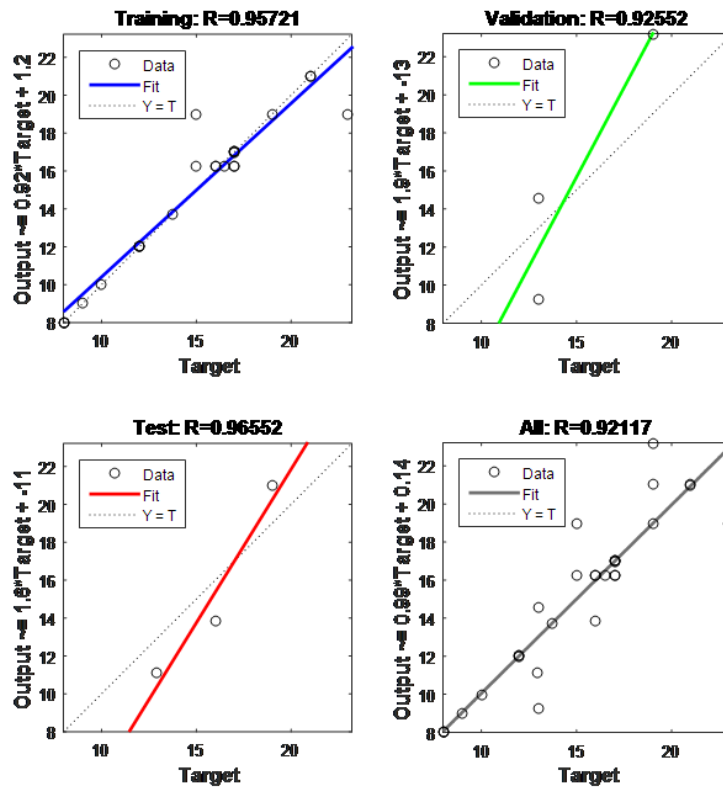 Training: R=0.95721
Output ~= 0.92*Target + 1.2
Data
Fit
Y = T
22
20
18
16
14
12
10
8
10
15
20
Target
Validation: R=0.92552
Output ~= 1.9*Target + -13
Data
Fit
Y = T
22
20
18
16
14
12
10
8
10
15
20
Target
Test: R=0.96552
Output ~= 1.6*Target + -11
Data
Fit
Y = T
22
20
18
16
14
12
10
8
10
15
20
Target
All: R=0.92117
Output ~= 0.99*Target + 0.14
Data
Fit
Y = T
22
20
18
16
14
12
10
8
10
15
20
Target